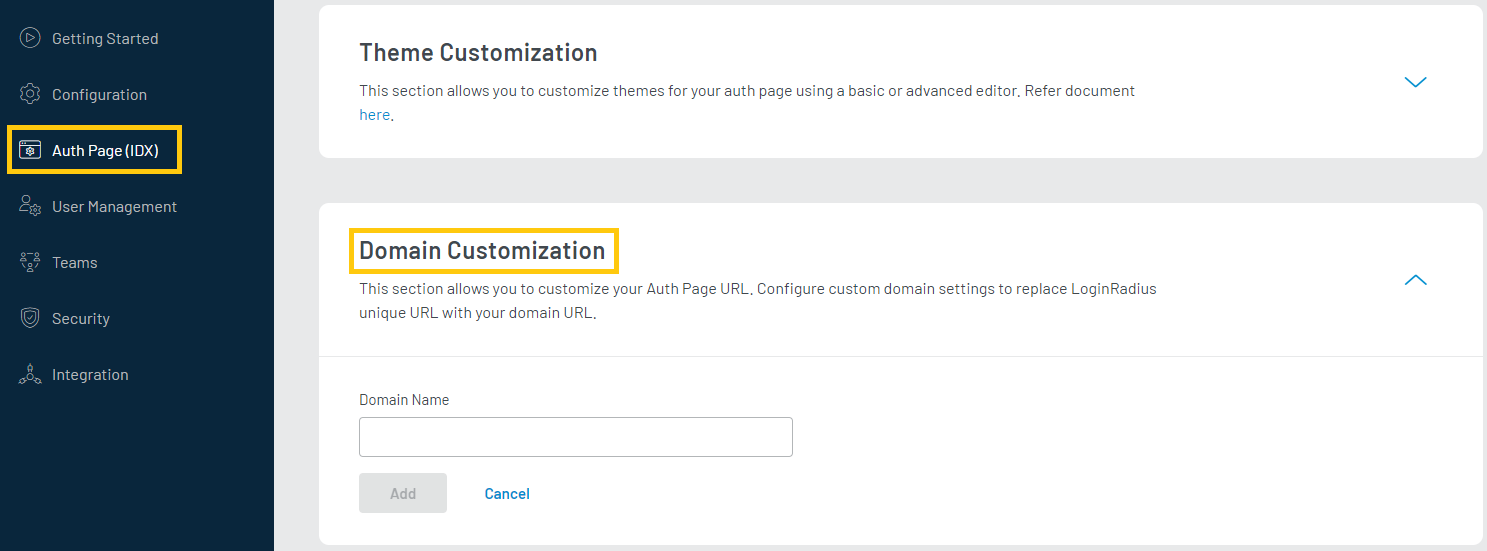 Getting Started
Configuration
Auth Page (IDX)
User Management
Teams
Security
Integration
Theme Customization
This section allows you to customize themes for your auth page using a basic or advanced editor. Refer document
here.
Domain Customization
This section allows you to customize your Auth Page URL. Configure custom domain settings to replace LoginRadius
unique URL with your domain URL.
Domain Name
Add
Cancel